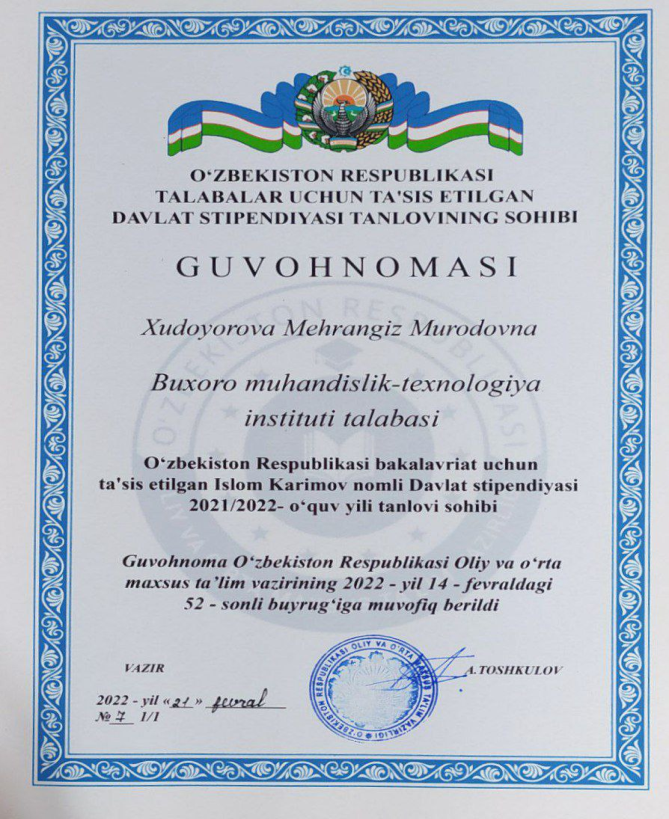 O‘ZBEKISTON RESPUBLIKASI
TALABALAR UCHUN TA'SIS ETILGAN
DAVLAT STIPENDIYASI TANLOVINING SOHIBI
GUVOHNOMASI
Xudoyorova Mehrangiz Murodovna
Buxoro muhandislik-texnologiya
instituti talabasi
O‘zbekiston Respublikasi bakalavriat uchun
ta'sis etilgan Islom Karimov nomli Davlat stipendiyasi
2021/2022- o‘quv yili tanlovi sohibi
Guvohnoma O‘zbekiston Respublikasi Oliy va o‘rta
maxsus ta’lim vazirining 2022 - yil 14 - fevraldagi
52 - sonli buyrug‘iga muvofiq berildi
VAZIR
A.TOSHKULOV
2022 - yil «21» fevral
№ 7 1/1
O‘ZBEKISTON RESPUBLIKASI OLIY VA O‘RTA MAXSUS TA’LIM VAZIRLIGI
O‘ZBEKISTON RESPUBLIKASI